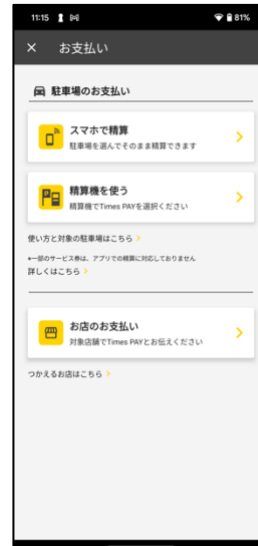 11:15
81%
× お支払い
駐車場のお支払い
スマホで精算
駐車場を選んでそのまま精算できます
精算機を使う
精算機でTimes PAYを選択ください
使い方と対象の駐車場はこちら >
※一部のサービス券は、アプリでの精算に対応しておりません
詳しくはこちら >
お店のお支払い
対象店舗でTimes PAYとお伝えください
つかえるお店はこちら >